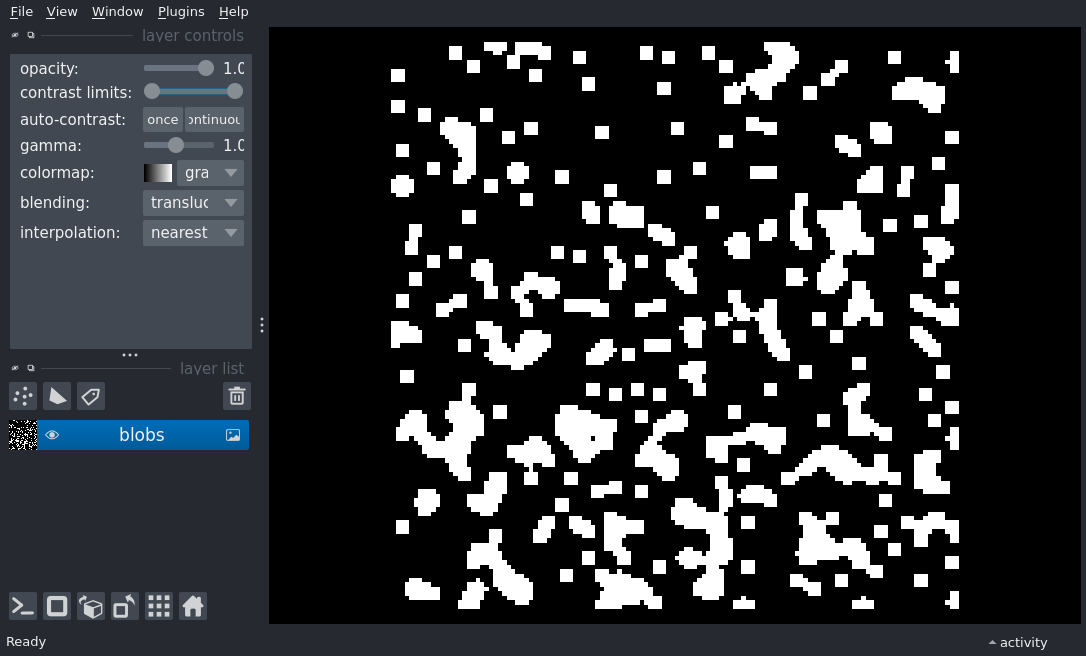 File View Window Plugins Help
layer controls
opacity: 1.0
contrast limits:
auto-contrast: once ontinuou
gamma: 1.0
colormap: gra
blending: transluc
interpolation: nearest
layer list
blobs
Ready
activity